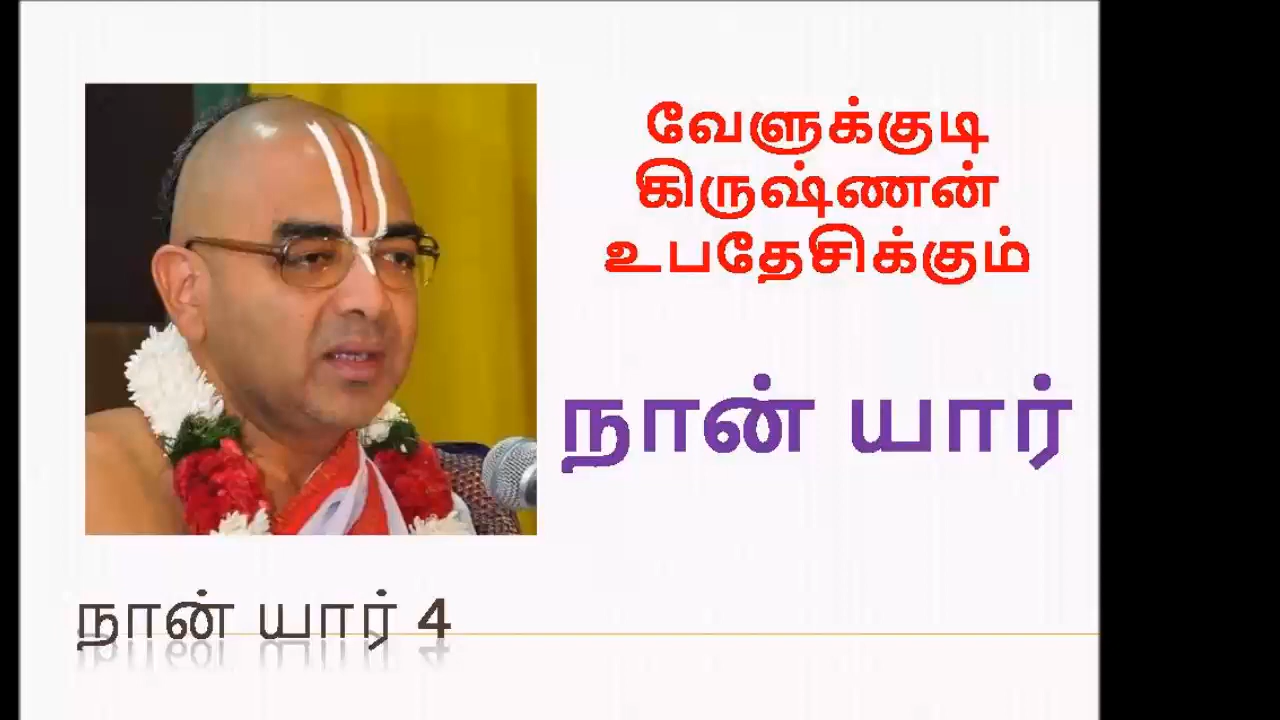 வேளுக்குடி
கிருஷ்ணன்
உபதேசிக்கும்
நான் யார்
நான் யார் 4